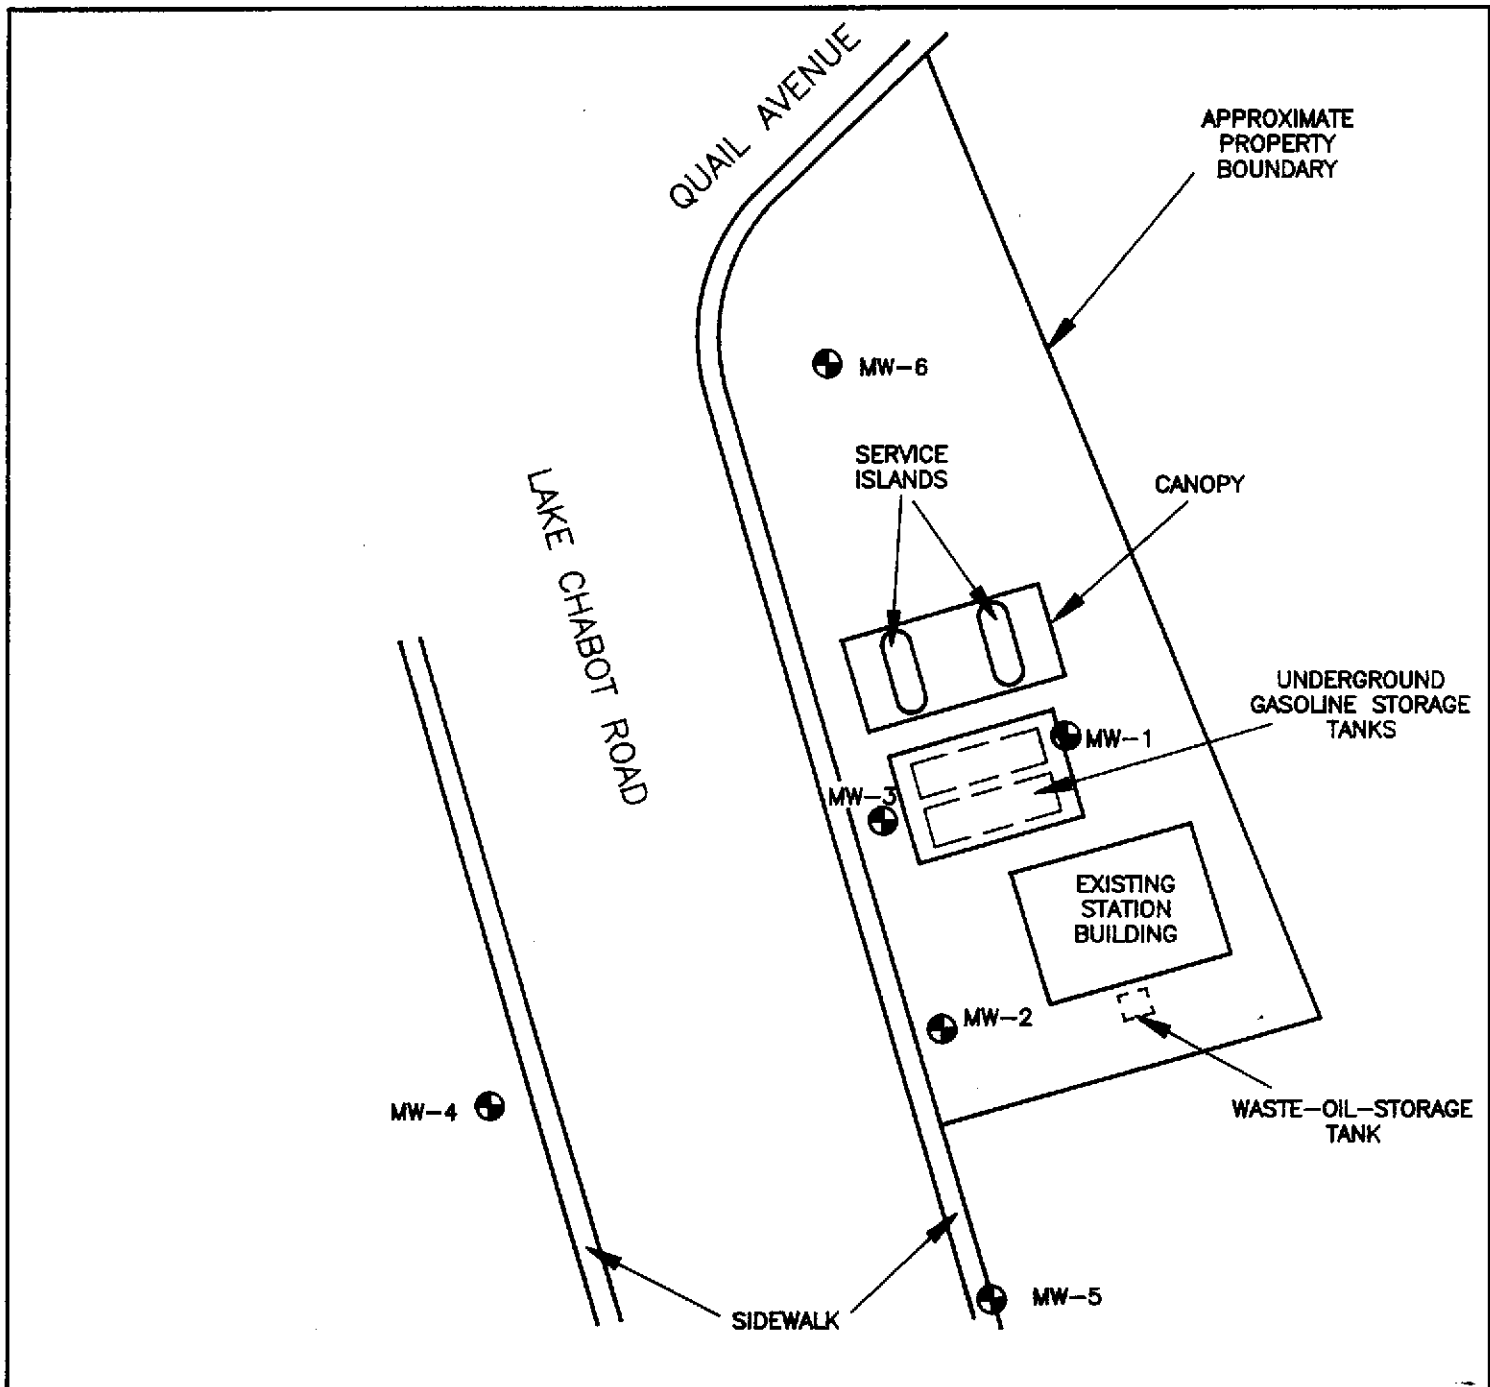 QUAIL AVENUE
APPROXIMATE
PROPERTY
BOUNDARY
MW-6
SERVICE
ISLANDS
CANOPY
LAKE CHABOT ROAD
UNDERGROUND
GASOLINE STORAGE
TANKS
MW-1
MW-3
EXISTING
STATION
BUILDING
MW-2
MW-4
WASTE-OIL-STORAGE
TANK
MW-5
SIDEWALK